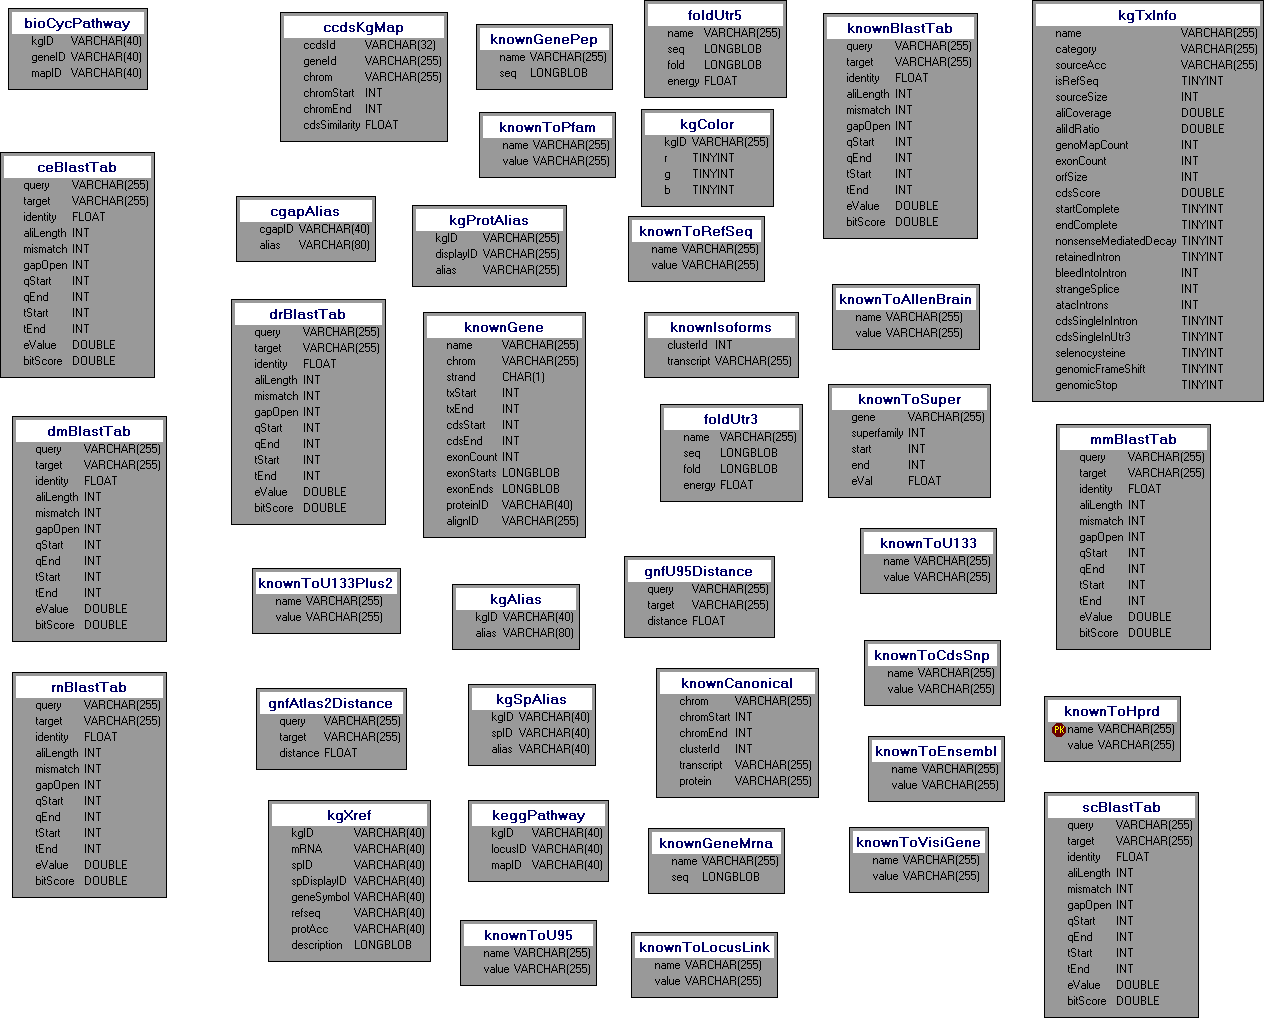 bioCycPathway
kgID VARCHAR(40)
geneID VARCHAR(40)
mapID VARCHAR(40)
ceBlastTab
query VARCHAR(255)
target VARCHAR(255)
identity FLOAT
aliLength INT
mismatch INT
gapOpen INT
qStart INT
qEnd INT
tStart INT
tEnd INT
eValue DOUBLE
bitScore DOUBLE
dmBlastTab
query VARCHAR(255)
target VARCHAR(255)
identity FLOAT
aliLength INT
mismatch INT
gapOpen INT
qStart INT
qEnd INT
tStart INT
tEnd INT
eValue DOUBLE
bitScore DOUBLE
rnBlastTab
query VARCHAR(255)
target VARCHAR(255)
identity FLOAT
aliLength INT
mismatch INT
gapOpen INT
qStart INT
qEnd INT
tStart INT
tEnd INT
eValue DOUBLE
bitScore DOUBLE
ccdsKgMap
ccdsId VARCHAR(32)
geneId VARCHAR(255)
chrom VARCHAR(255)
chromStart INT
chromEnd INT
cdsSimilarity FLOAT
cgapAlias
cgapID VARCHAR(40)
alias VARCHAR(80)
drBlastTab
query VARCHAR(255)
target VARCHAR(255)
identity FLOAT
aliLength INT
mismatch INT
gapOpen INT
qStart INT
qEnd INT
tStart INT
tEnd INT
eValue DOUBLE
bitScore DOUBLE
knownToU133Plus2
name VARCHAR(255)
value VARCHAR(255)
gnfAtlas2Distance
query VARCHAR(255)
target VARCHAR(255)
distance FLOAT
kgXref
kgID VARCHAR(40)
mRNA VARCHAR(40)
spID VARCHAR(40)
spDisplayID VARCHAR(40)
geneSymbol VARCHAR(40)
refseq VARCHAR(40)
protAcc VARCHAR(40)
description LONGBLOB
knownGenePep
name VARCHAR(255)
seq LONGBLOB
knownToPfam
name VARCHAR(255)
value VARCHAR(255)
kgProtAlias
kgID VARCHAR(255)
displayID VARCHAR(255)
alias VARCHAR(255)
knownGene
name VARCHAR(255)
chrom VARCHAR(255)
strand CHAR(1)
txStart INT
txEnd INT
cdsStart INT
cdsEnd INT
exonCount INT
exonStarts LONGBLOB
exonEnds LONGBLOB
proteinID VARCHAR(40)
alignID VARCHAR(255)
kgAlias
kgID VARCHAR(40)
alias VARCHAR(80)
kgSpAlias
kgID VARCHAR(40)
spID VARCHAR(40)
alias VARCHAR(40)
keggPathway
kgID VARCHAR(40)
locusID VARCHAR(40)
mapID VARCHAR(40)
knownToU95
name VARCHAR(255)
value VARCHAR(255)
foldUtr5
name VARCHAR(255)
seq LONGBLOB
fold LONGBLOB
energy FLOAT
kgColor
kgID VARCHAR(255)
r TINYINT
g TINYINT
b TINYINT
knownToRefSeq
name VARCHAR(255)
value VARCHAR(255)
knownIsoforms
clusterId INT
transcript VARCHAR(255)
foldUtr3
name VARCHAR(255)
seq LONGBLOB
fold LONGBLOB
energy FLOAT
gnfU95Distance
query VARCHAR(255)
target VARCHAR(255)
distance FLOAT
knownCanonical
chrom VARCHAR(255)
chromStart INT
chromEnd INT
clusterId INT
transcript VARCHAR(255)
protein VARCHAR(255)
knownGeneMrna
name VARCHAR(255)
seq LONGBLOB
knownToLocusLink
name VARCHAR(255)
value VARCHAR(255)
knownBlastTab
query VARCHAR(255)
target VARCHAR(255)
identity FLOAT
aliLength INT
mismatch INT
gapOpen INT
qStart INT
qEnd INT
tStart INT
tEnd INT
eValue DOUBLE
bitScore DOUBLE
knownToAllenBrain
name VARCHAR(255)
value VARCHAR(255)
knownToSuper
gene VARCHAR(255)
superfamily INT
start INT
end INT
eVal FLOAT
knownToU133
name VARCHAR(255)
value VARCHAR(255)
knownToCdsSnp
name VARCHAR(255)
value VARCHAR(255)
knownToEnsembl
name VARCHAR(255)
value VARCHAR(255)
knownToVisiGene
name VARCHAR(255)
value VARCHAR(255)
kgTxInfo
name VARCHAR(255)
category VARCHAR(255)
sourceAcc VARCHAR(255)
isRefSeq TINYINT
sourceSize INT
aliCoverage DOUBLE
aliIdRatio DOUBLE
genoMapCount INT
exonCount INT
orfSize INT
cdsScore DOUBLE
startComplete TINYINT
endComplete TINYINT
nonsenseMediatedDecay TINYINT
retainedIntron TINYINT
bleedIntoIntron INT
strangeSplice INT
atacIntrons INT
cdsSingleInIntron TINYINT
cdsSingleInUtr3 TINYINT
selenocysteine TINYINT
genomicFrameShift TINYINT
genomicStop TINYINT
mmBlastTab
query VARCHAR(255)
target VARCHAR(255)
identity FLOAT
aliLength INT
mismatch INT
gapOpen INT
qStart INT
qEnd INT
tStart INT
tEnd INT
eValue DOUBLE
bitScore DOUBLE
knownToHprd
PK name VARCHAR(255)
value VARCHAR(255)
scBlastTab
query VARCHAR(255)
target VARCHAR(255)
identity FLOAT
aliLength INT
mismatch INT
gapOpen INT
qStart INT
qEnd INT
tStart INT
tEnd INT
eValue DOUBLE
bitScore DOUBLE